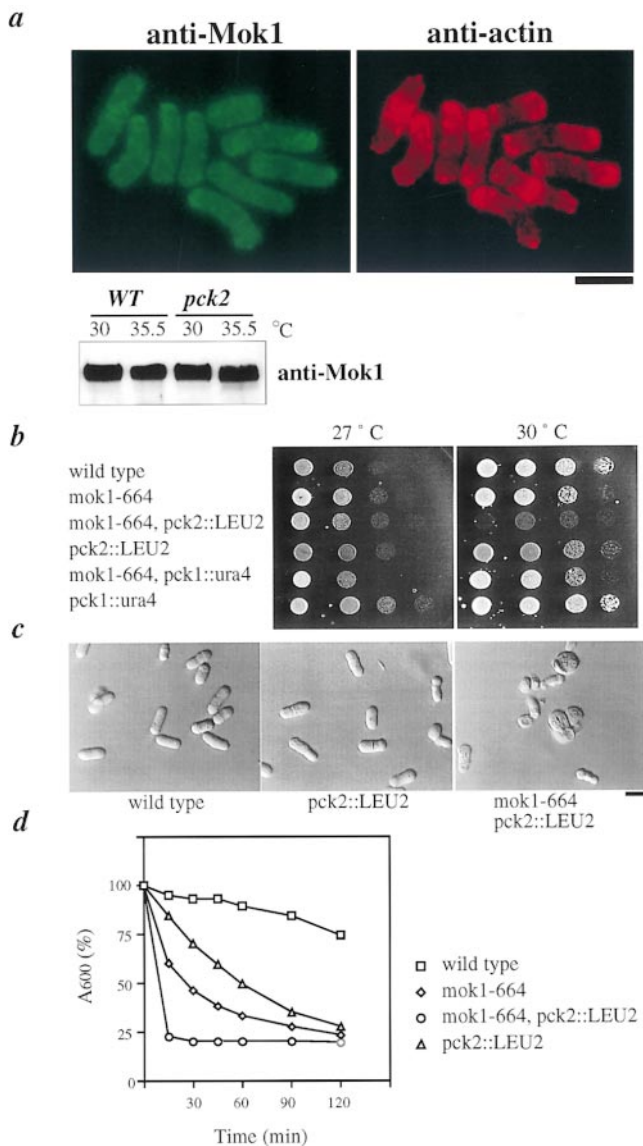 a
anti-Mok1 anti-actin
WT pck2
30 35.5 30 35.5 °C
anti-Mok1
b
27 ° C 30 ° C
wild type
mok1-664
mok1-664, pck2::LEU2
pck2::LEU2
mok1-664, pck1::ura4
pck1::ura4
c
wild type pck2::LEU2 mok1-664
pck2::LEU2
d
100
75
50
25
0
A600 (%)
30 60 90 120
Time (min)
wild type
mok1-664
mok1-664, pck2::LEU2
pck2::LEU2